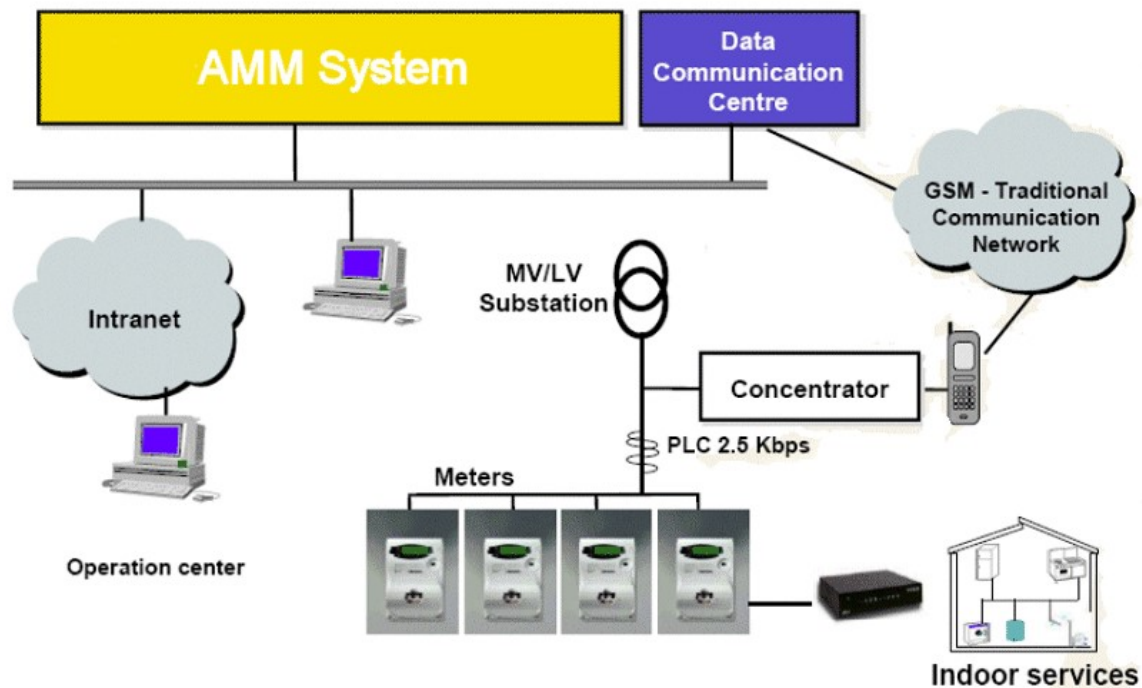 AMM System
Data
Communication
Centre
GSM - Traditional
Communication
Network
MV/LV
Substation
Intranet
Concentrator
PLC 2.5 Kbps
Meters
Operation center
Indoor services